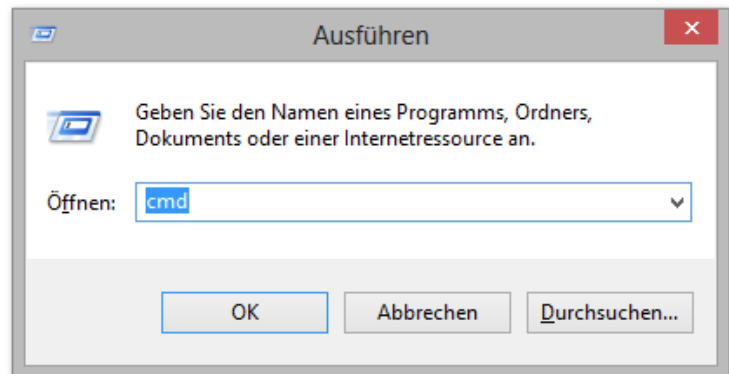 Ausführen
Geben Sie den Namen eines Programms, Ordners,
Dokuments oder einer Internetressource an.
Öffnen: cmd
OK Abbrechen Durchsuchen...